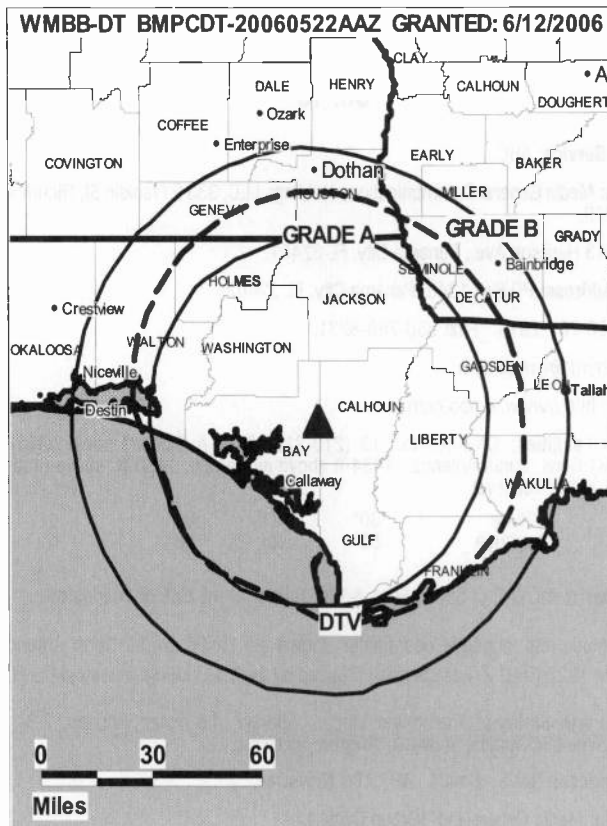 WMBB-DT BMPCDT-20060522AAZ GRANTED: 6/12/2006
CLAY
A
DALE
HENRY
CALHOUN
DOUGHERT
Ozark
COFFEE
Enterprise
EARLY
COVINGTON
BAKER
Dothan
MILLER
HOUSTON
GENEVA
GRADE A
GRADE B
GRADY
Bainbridge
SEMINOLE
HOLMES
JACKSON
DECATUR
Crestview
WASHINGTON
WALTON
OKALOOSA
GADSDEN
Niceville
LEON
Tallah
Destin
CALHOUN
LIBERTY
BAY
Callaway
WAKULLA
GULF
FRANKLIN
DTV
0 30 60
Miles